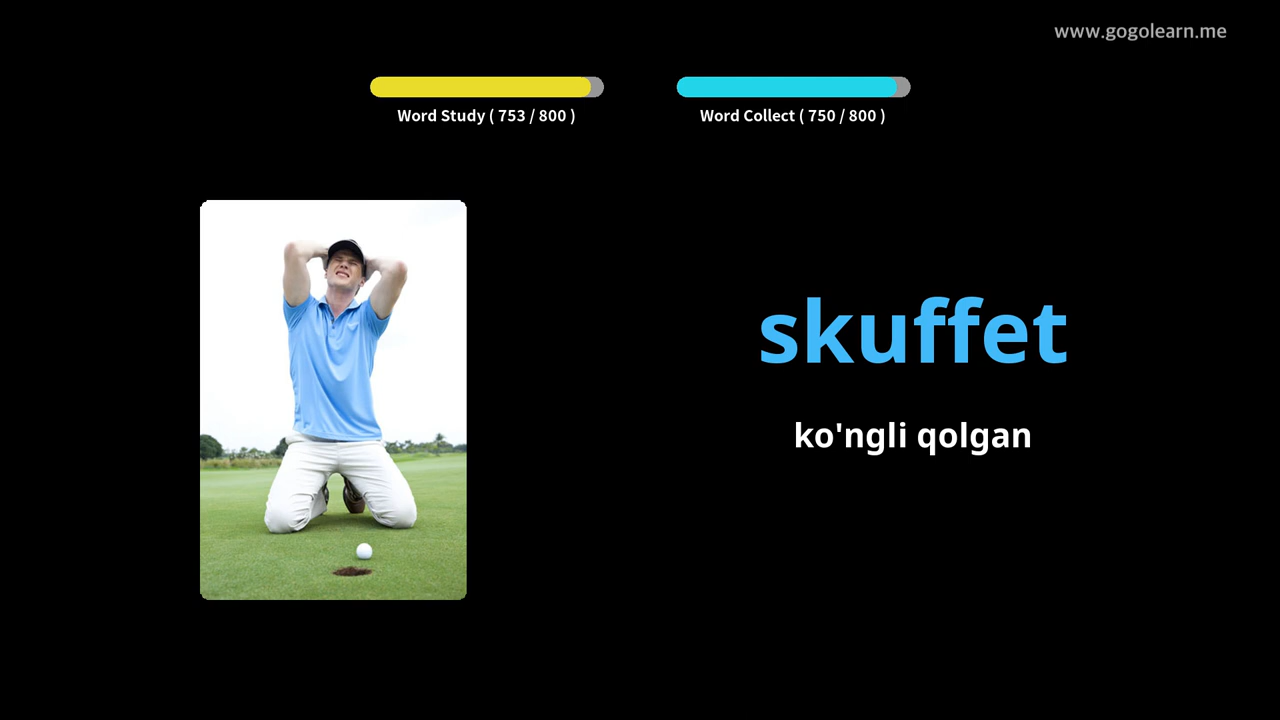 www.gogolearn.me
Word Study ( 753 / 800 )
Word Collect ( 750 / 800 )
skuffet
ko'ngli qolgan